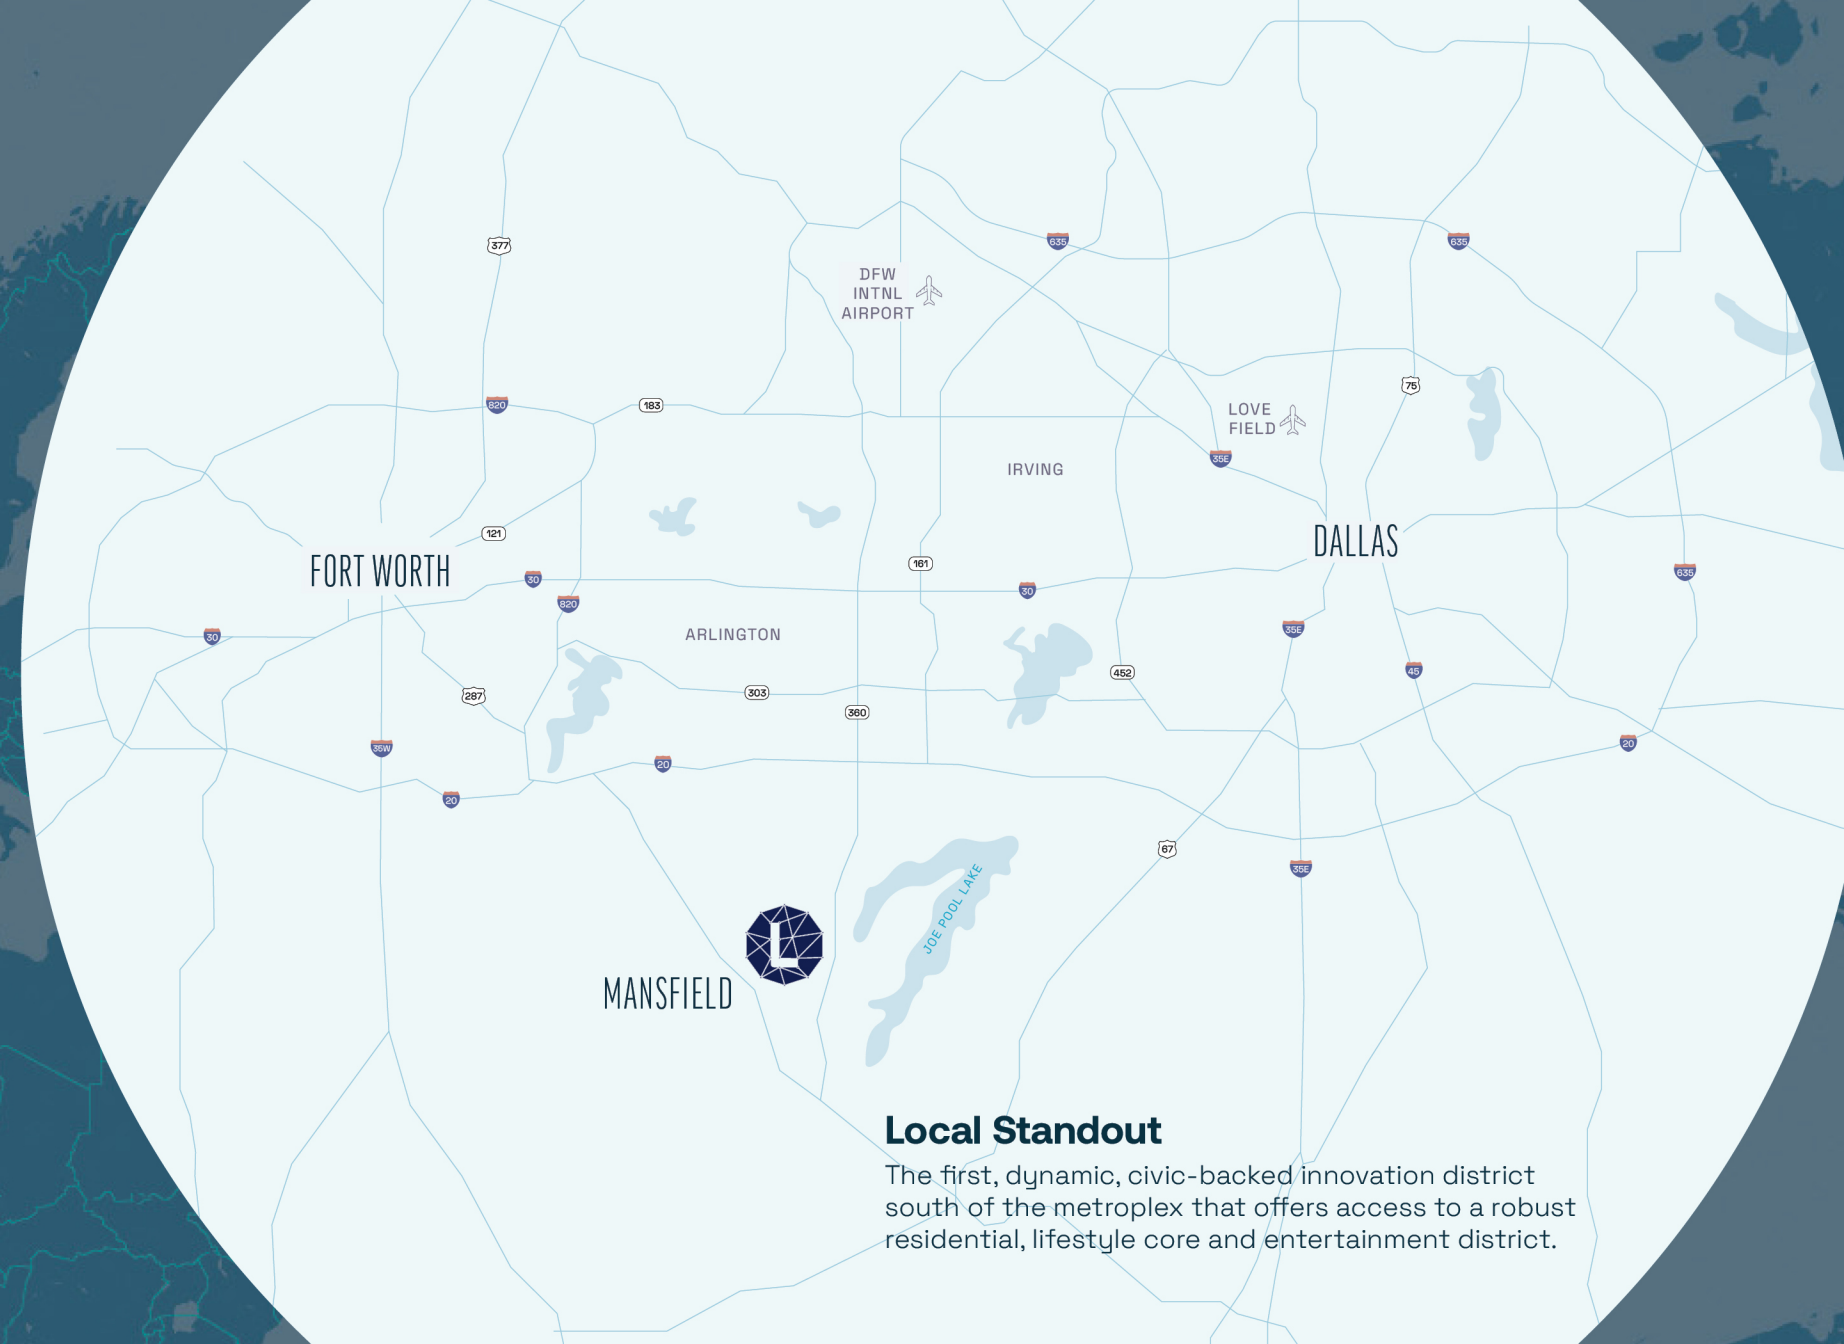 377
635
635
DFW
INTNL
AIRPORT
75
820
183
LOVE
FIELD
35E
IRVING
121
DALLAS
FORT WORTH
161
635
30
30
820
30
35E
ARLINGTON
452
45
287
303
360
35W
20
20
20
67
35E
JOE POOL LAKE
L
MANSFIELD
Local Standout
The first, dynamic, civic-backed innovation district
south of the metroplex that offers access to a robust
residential, lifestyle core and entertainment district.